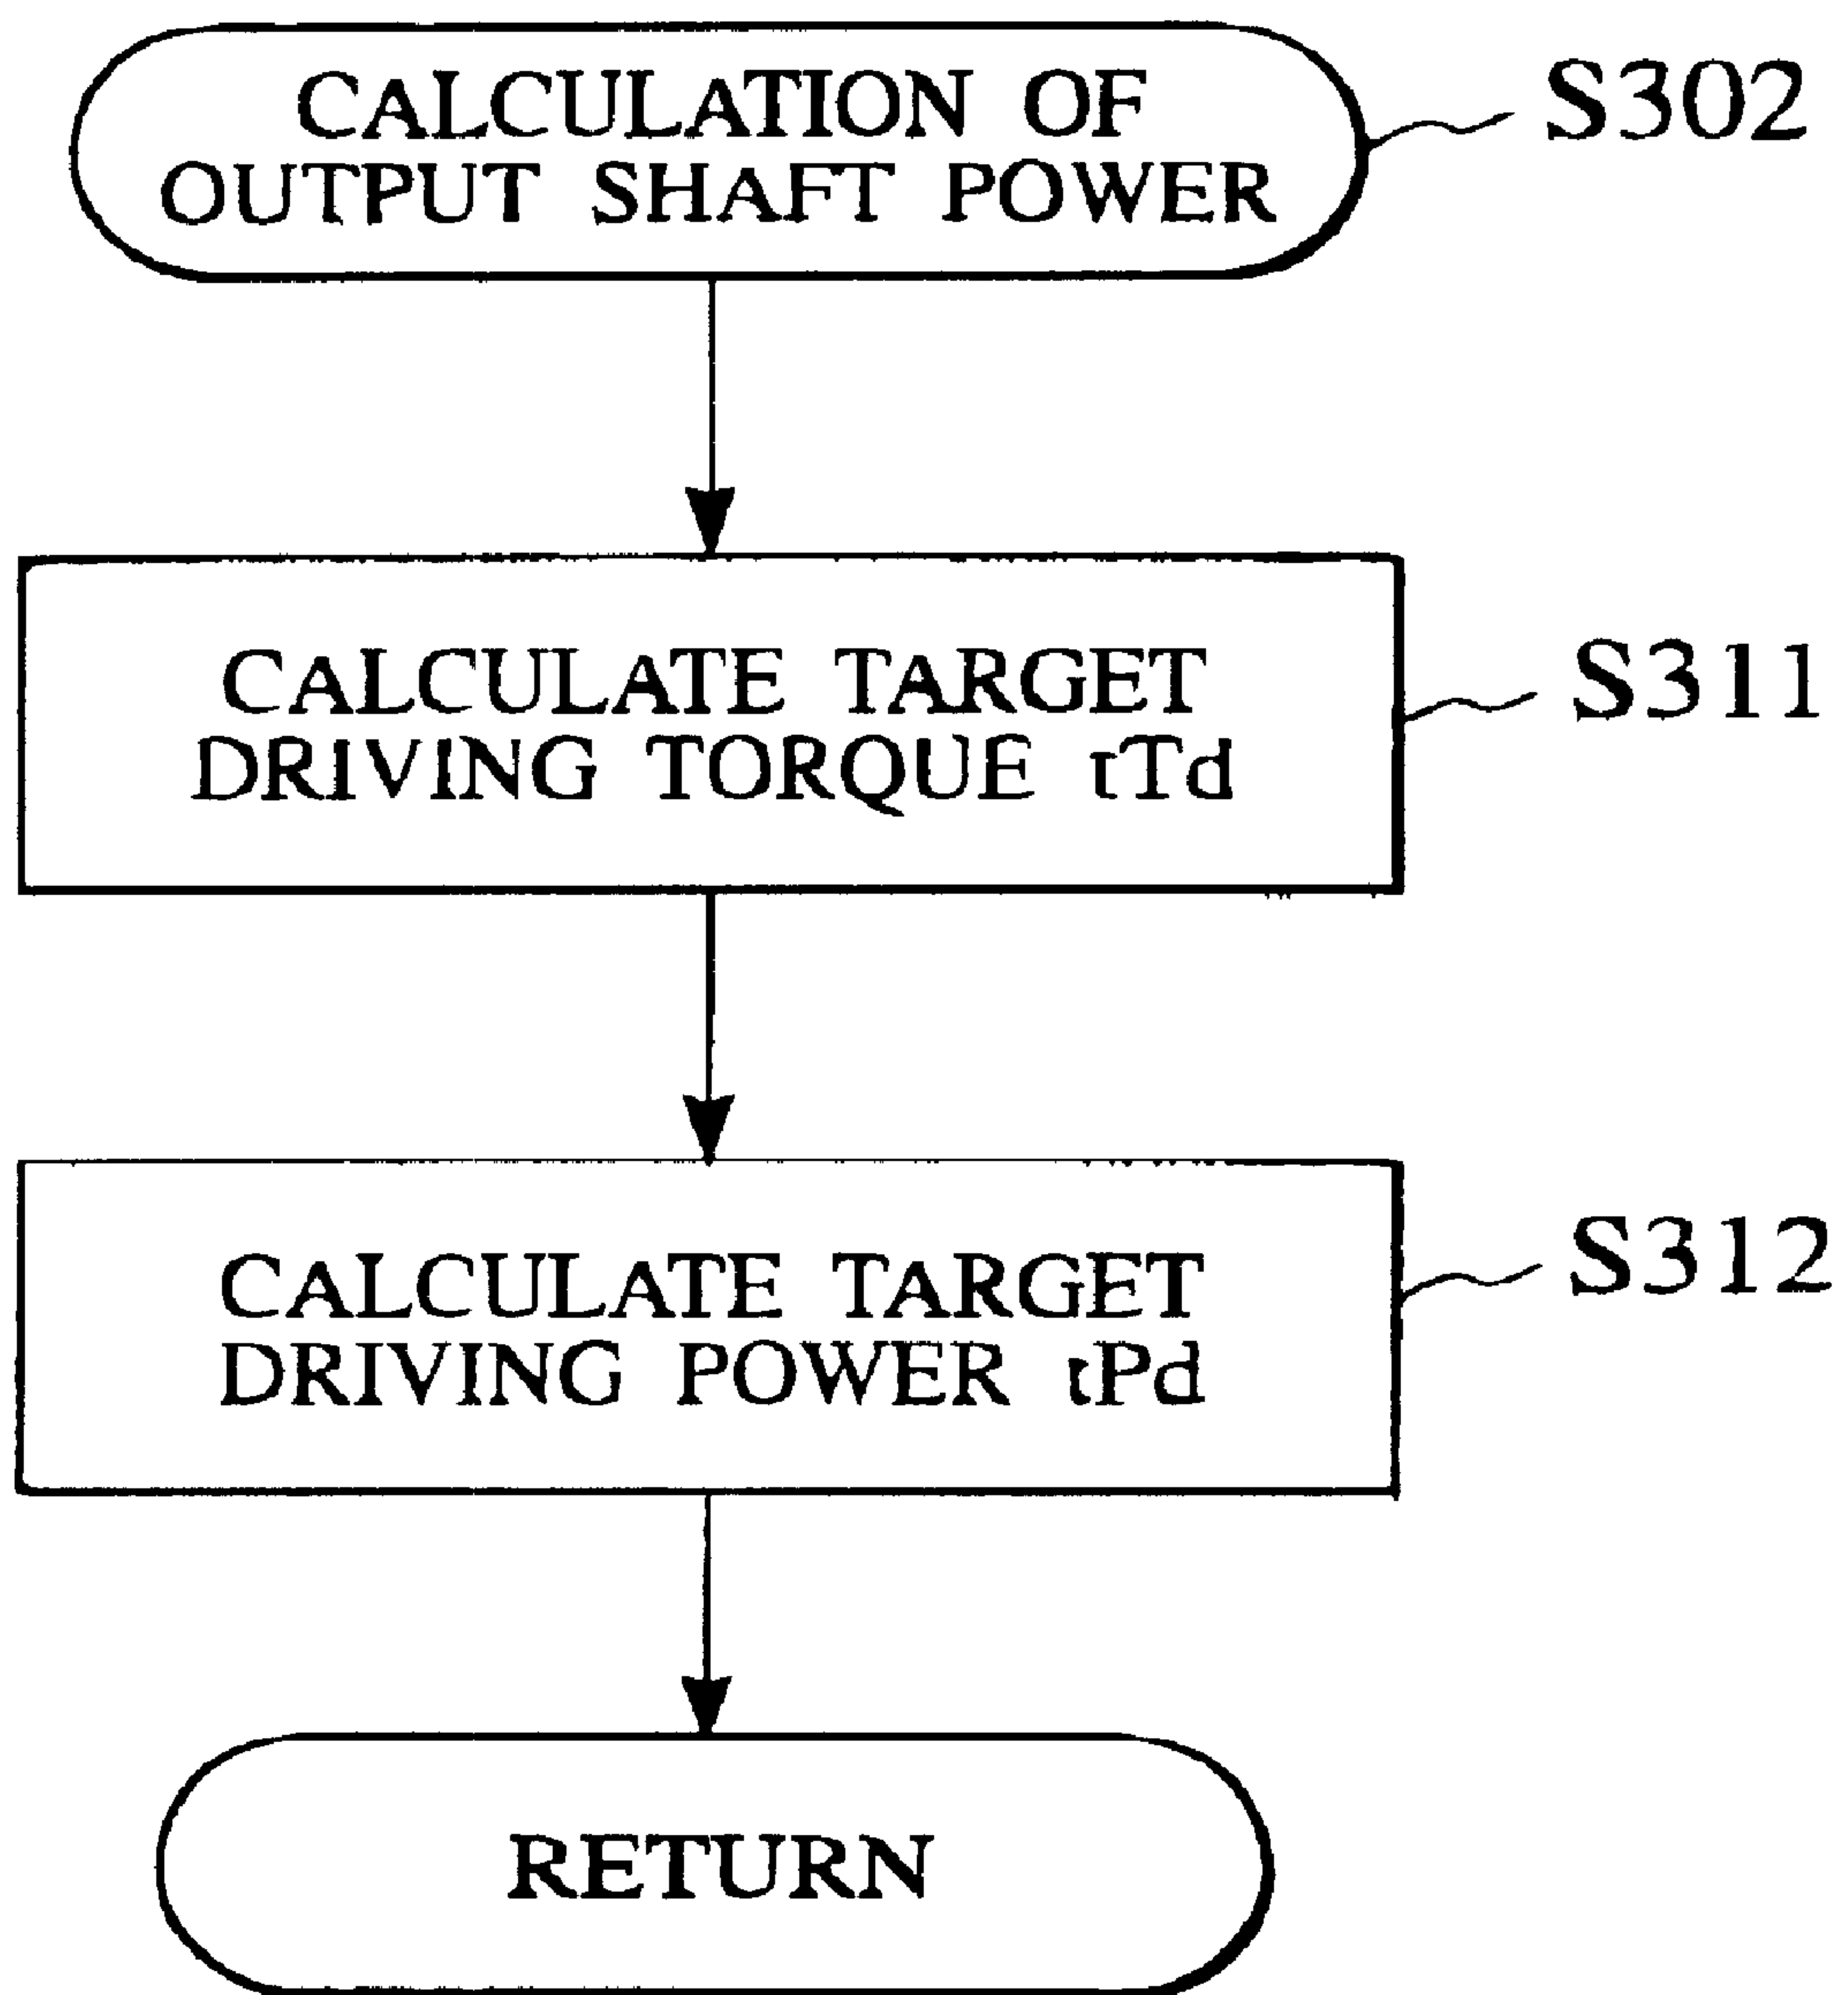 CALCULATION OF
OUTPUT SHAFT POWER
S302
CALCULATE TARGET
DRIVING TORQUE tTd
S311
CALCULATE TARGET
DRIVING POWER tPd
S312
RETURN